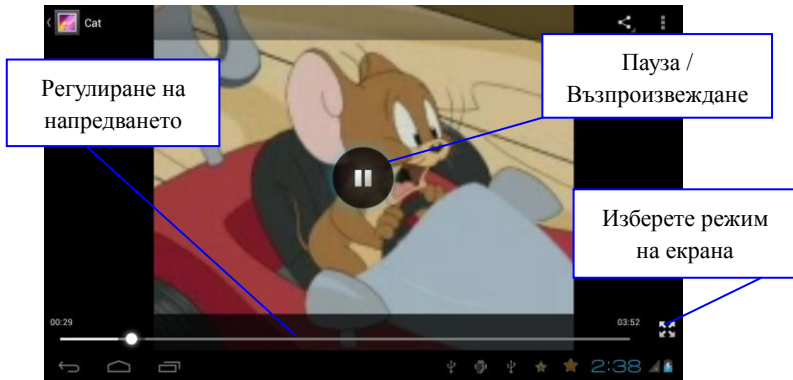 Cat
Пауза /
Възпроизвеждане
Регулиране на
напредването
Изберете режим
на екрана
00:29
03:52
2:38